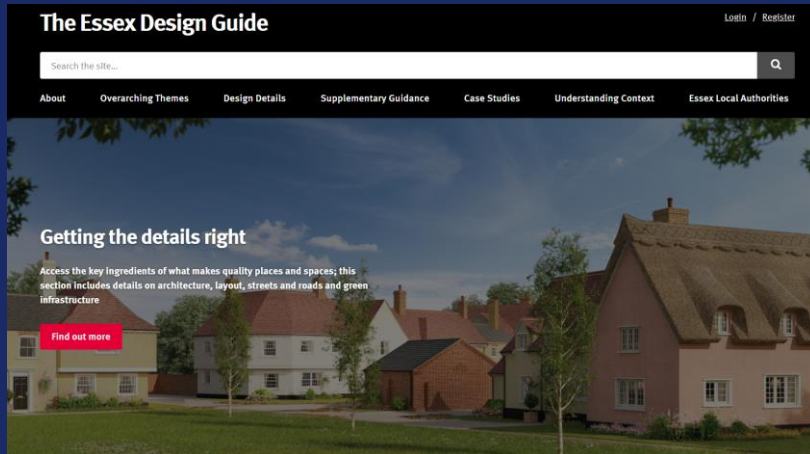 The Essex Design Guide
Login / Register
Search the site...
About Overarching Themes Design Details Supplementary Guidance Case Studies Understanding Context Essex Local Authorities
Getting the details right
Access the key ingredients of what makes quality places and spaces; this
section includes details on architecture, layout, streets and roads and green
infrastructure
Find out more